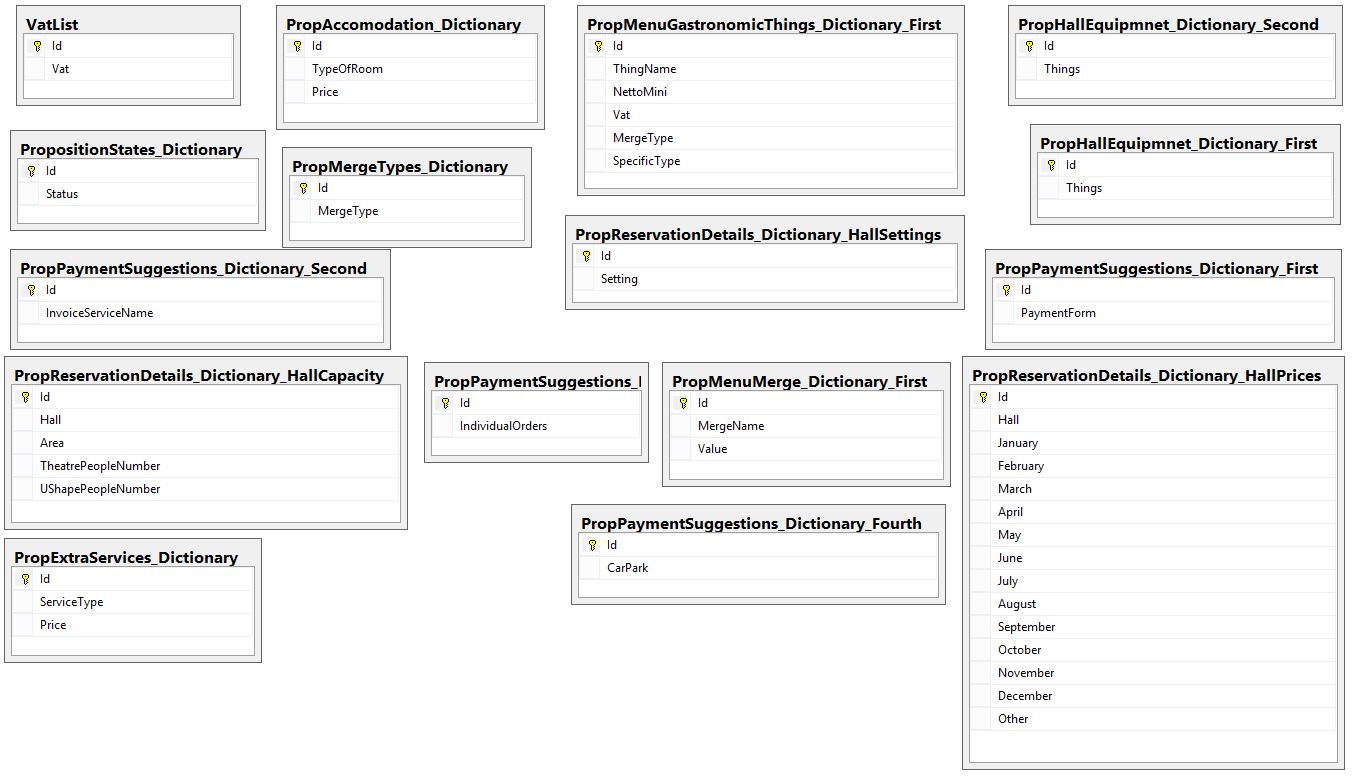 VatList
Id
Vat
PropAccomodation_Dictionary
Id
TypeOfRoom
Price
PropMenuGastronomicThings_Dictionary_First
Id
ThingName
NettoMini
Vat
MergeType
SpecificType
PropHallEquipmnet_Dictionary_Second
Id
Things
PropositionStates_Dictionary
Id
Status
PropMergeTypes_Dictionary
Id
MergeType
PropHallEquipmnet_Dictionary_First
Id
Things
PropReservationDetails_Dictionary_HallSettings
Id
Setting
PropPaymentSuggestions_Dictionary_Second
Id
InvoiceServiceName
PropPaymentSuggestions_Dictionary_First
Id
PaymentForm
PropReservationDetails_Dictionary_HallCapacity
Id
Hall
Area
TheatrePeopleNumber
UShapePeopleNumber
PropPaymentSuggestions_
Id
IndividualOrders
PropMenuMerge_Dictionary_First
Id
MergeName
Value
PropReservationDetails_Dictionary_HallPrices
Id
Hall
January
February
March
April
May
June
July
August
September
October
November
December
Other
PropPaymentSuggestions_Dictionary_Fourth
Id
CarPark
PropExtraServices_Dictionary
Id
ServiceType
Price